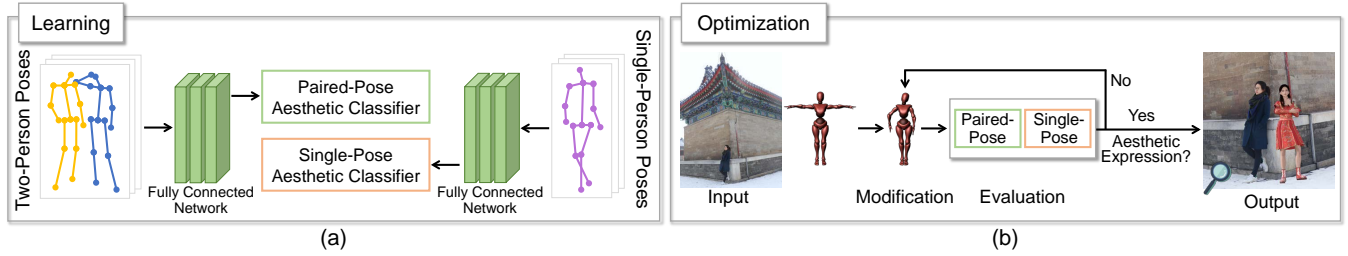 Learning
Two-Person Poses
Fully Connected
Network
Paired-Pose
Aesthetic Classifier
Single-Pose
Aesthetic Classifier
Fully Connected
Network
Single-Person Poses
(a)
Optimization
Input
Modification
Paired-
Pose
Single-
Pose
Evaluation
No
Yes
Aesthetic
Expression?
Output
(b)